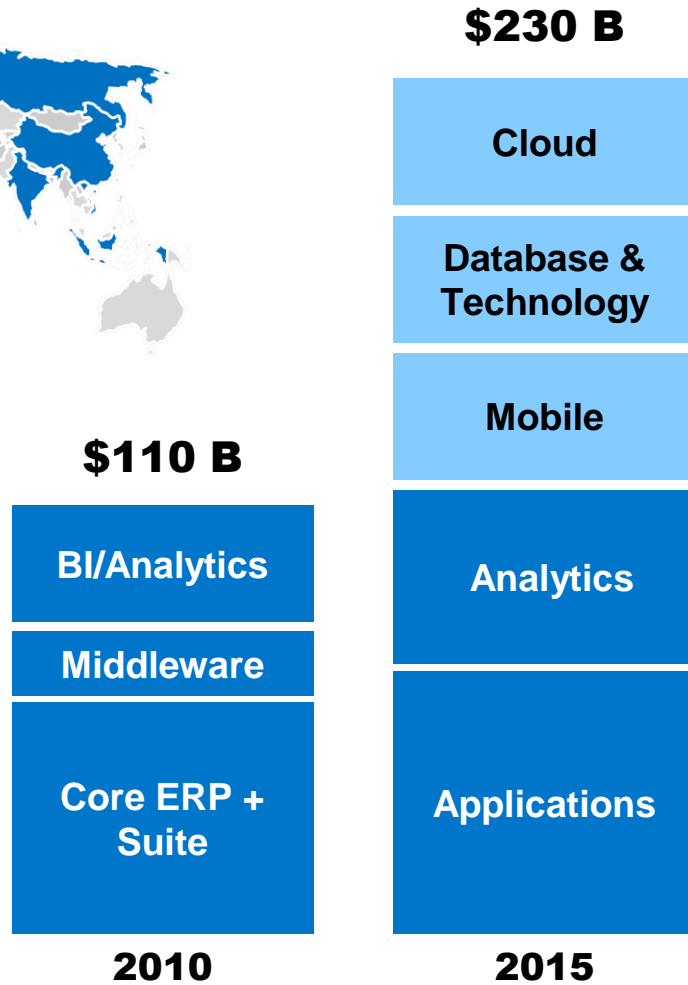 $110 B
BI/Analytics
Middleware
Core ERP +
Suite
2010
$230 B
Cloud
Database &
Technology
Mobile
Analytics
Applications
2015